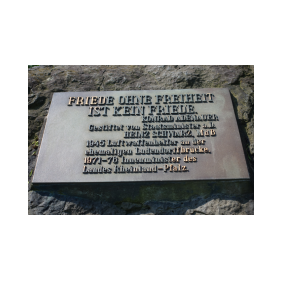 FRIEDE OHNE FREIHEIT
IST KEIN FRIEDE
KONRAD ADENAUER
Gestiftet von Staatsminister a.D.
HEINZ SCHWARZ, MdB
1945 Luftwaffenhelfer an der
ehemaligen Ludendorffbrücke,
1971-76 Innenminister des
Landes Rheinland-Pfalz.